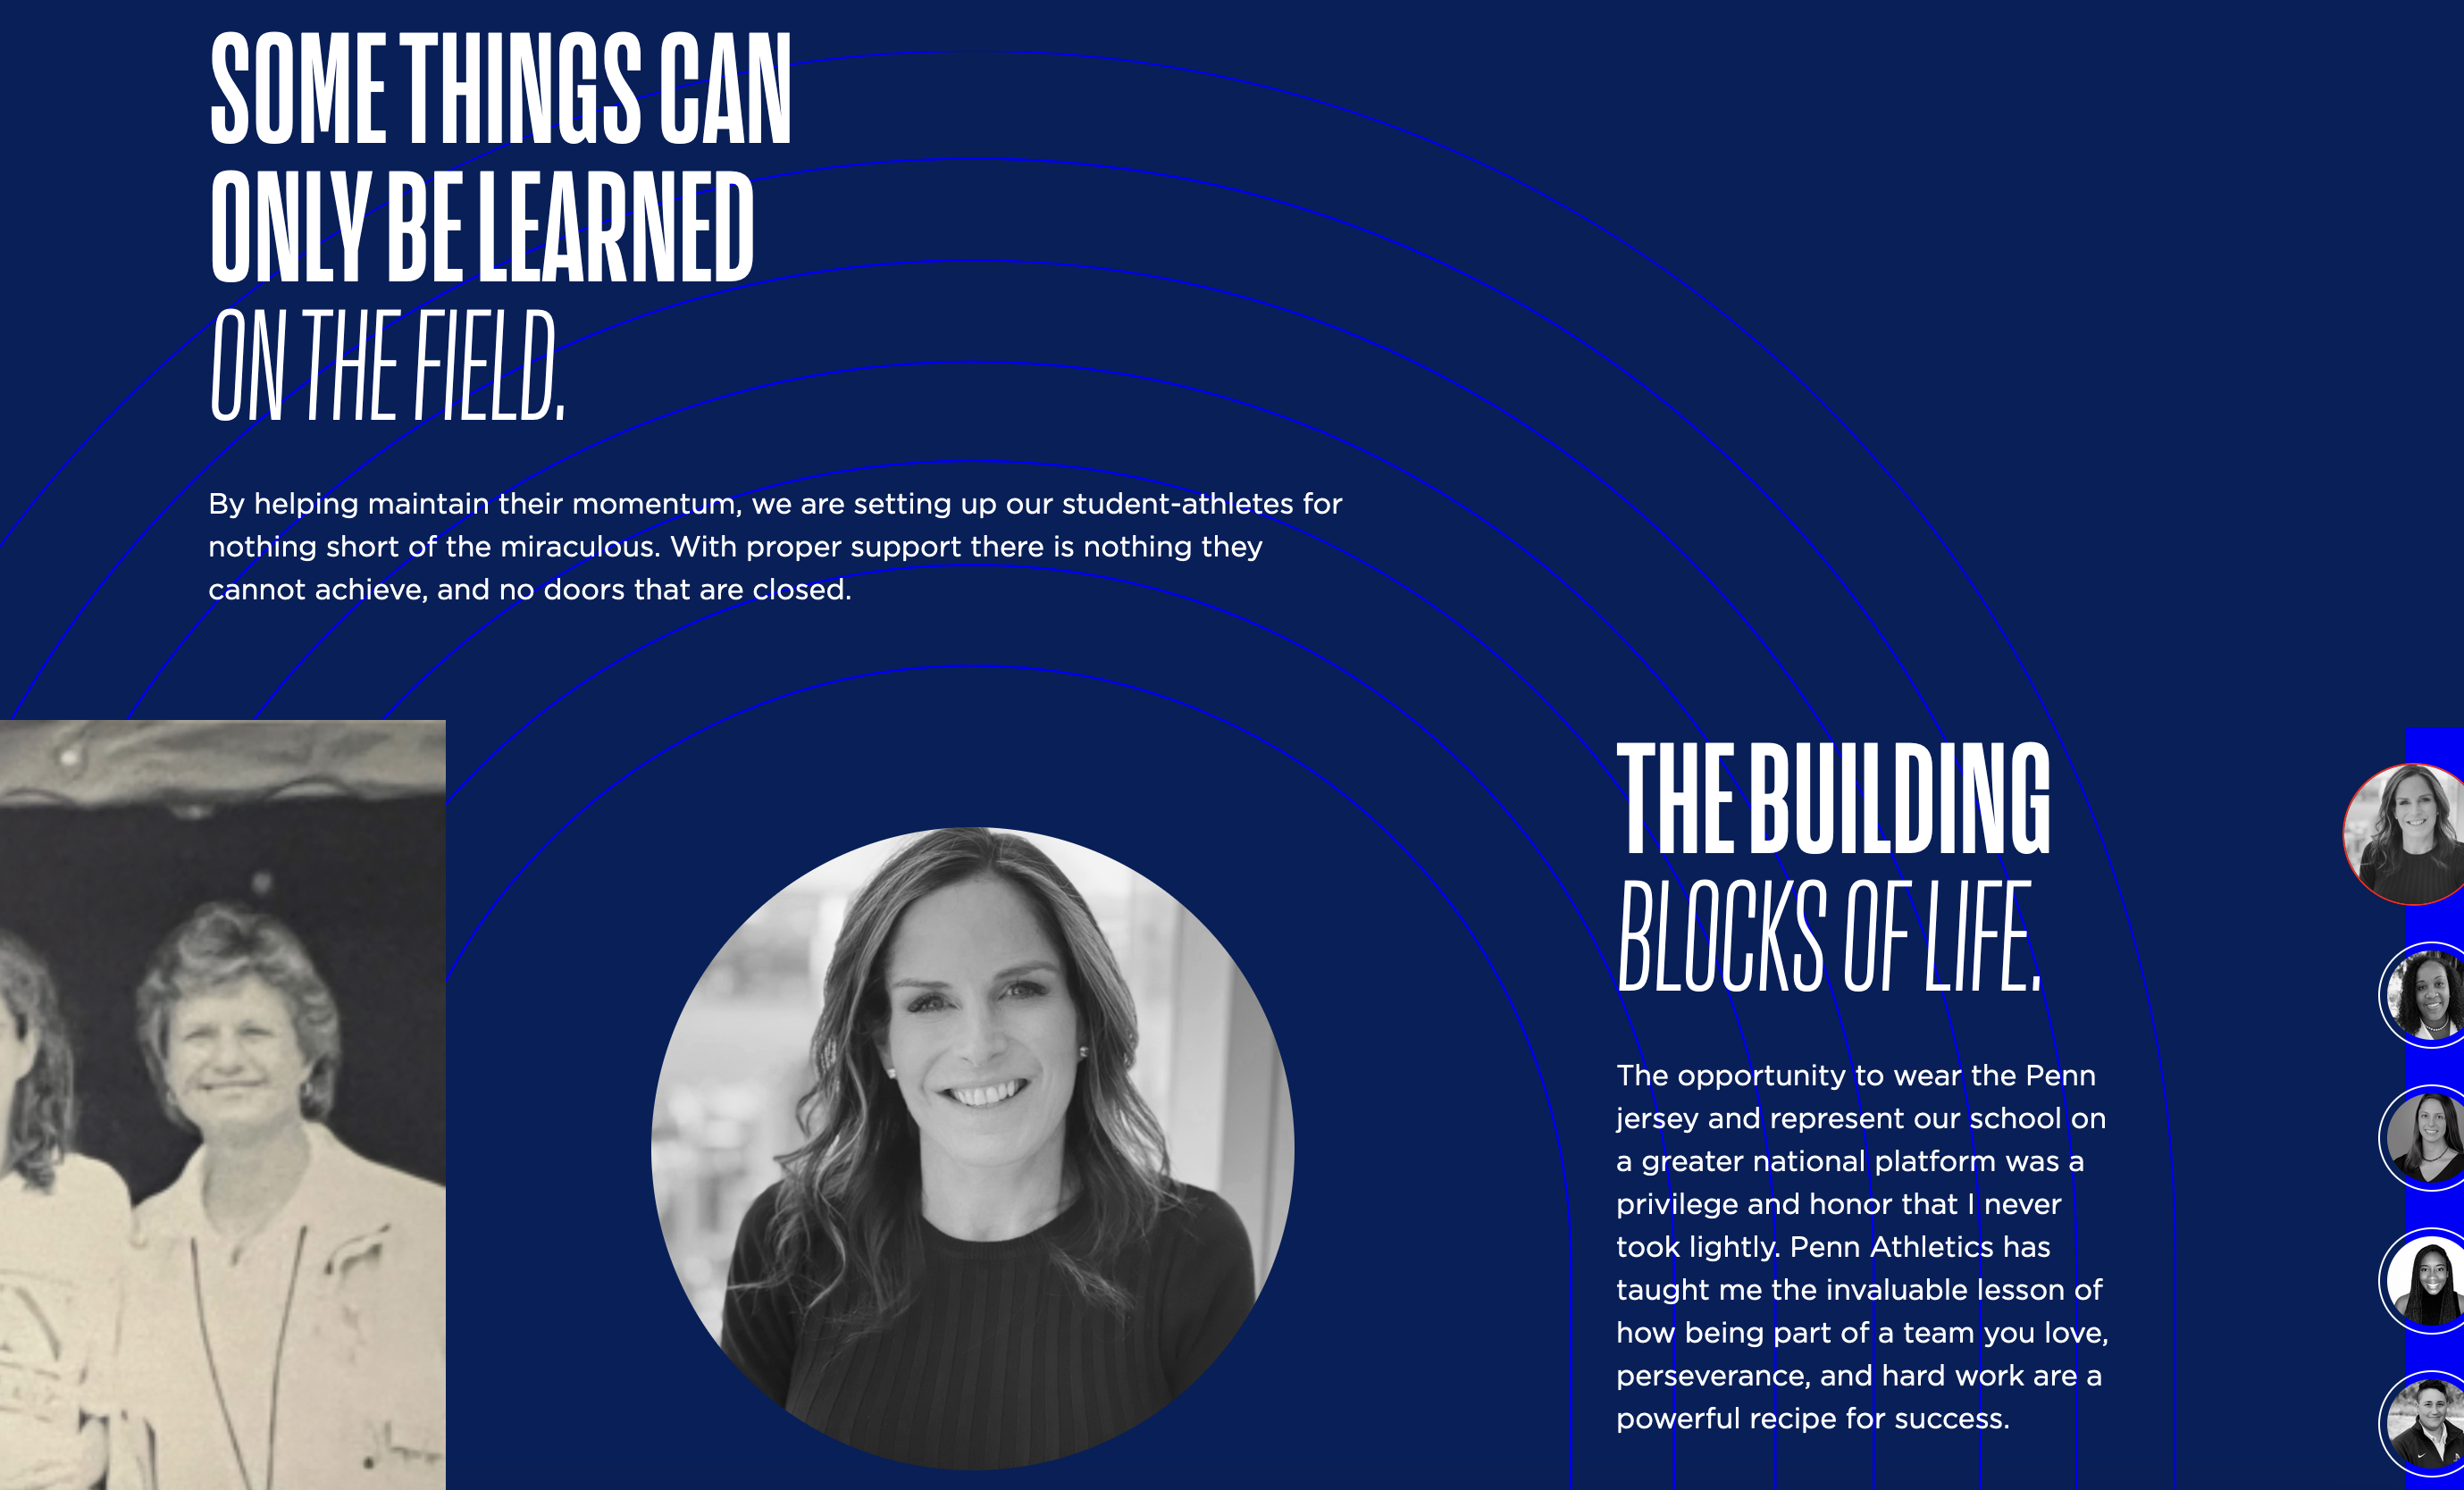 SOME THINGS CAN
ONLY BE LEARNED
ON THE FIELD.
By helping maintain their momentum, we are setting up our student-athletes for
nothing short of the miraculous. With proper support there is nothing they
cannot achieve, and no doors that are closed.
THE BUILDING
BLOCKS OF LIFE.
The opportunity to wear the Penn
jersey and represent our school on
a greater national platform was a
privilege and honor that I never
took lightly. Penn Athletics has
taught me the invaluable lesson of
how being part of a team you love,
perseverance, and hard work are a
powerful recipe for success.